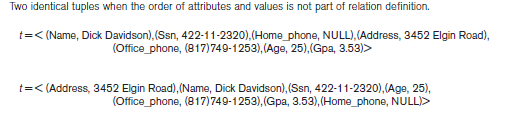 Two identical tuples when the order of attributes and values is not part of relation definition.
t=< (Name, Dick Davidson),(Ssn, 422-11-2320),(Home_phone, NULL),(Address, 3452 Elgin Road),
(Office_phone, (817)749-1253),(Age, 25),(Gpa, 3.53)>
t=< (Address, 3452 Elgin Road),(Name, Dick Davidson),(Ssn, 422-11-2320),(Age, 25),
(Office_phone, (817)749-1253),(Gpa, 3.53),(Home_phone, NULL)>